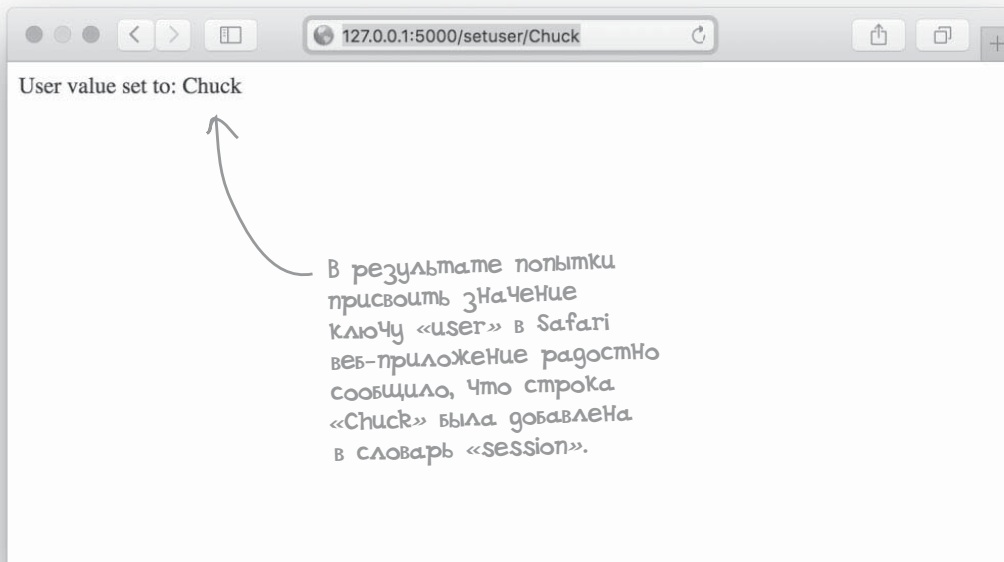 127.0.0.1:5000/setuser/Chuck
User value set to: Chuck
В результате попытки
присвоить значение
ключу «user» в Safari
веб-приложение радостно
сообщило, что строка
«Chuck» была добавлена
в словарь «session».